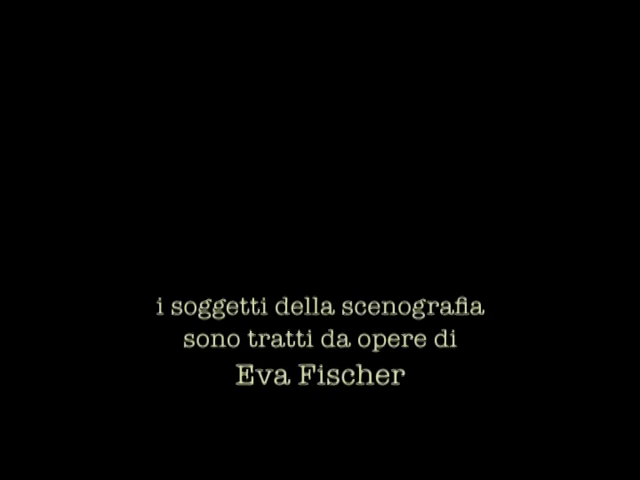 i soggetti della scenografia
sono tratti da opere di
Eva Fischer